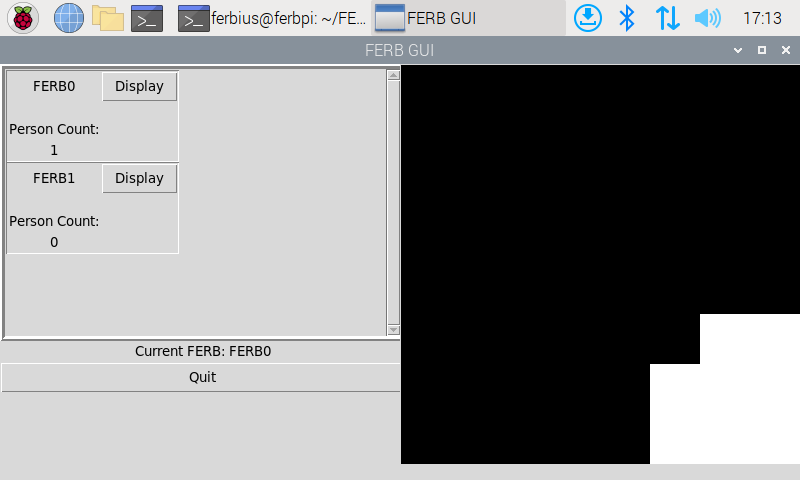 ferbius@ferbpi: ~/FE... FERB GUI 17:13
FERB GUI
FERB0 Display
Person Count:
1
FERB1 Display
Person Count:
0
Current FERB: FERB0
Quit